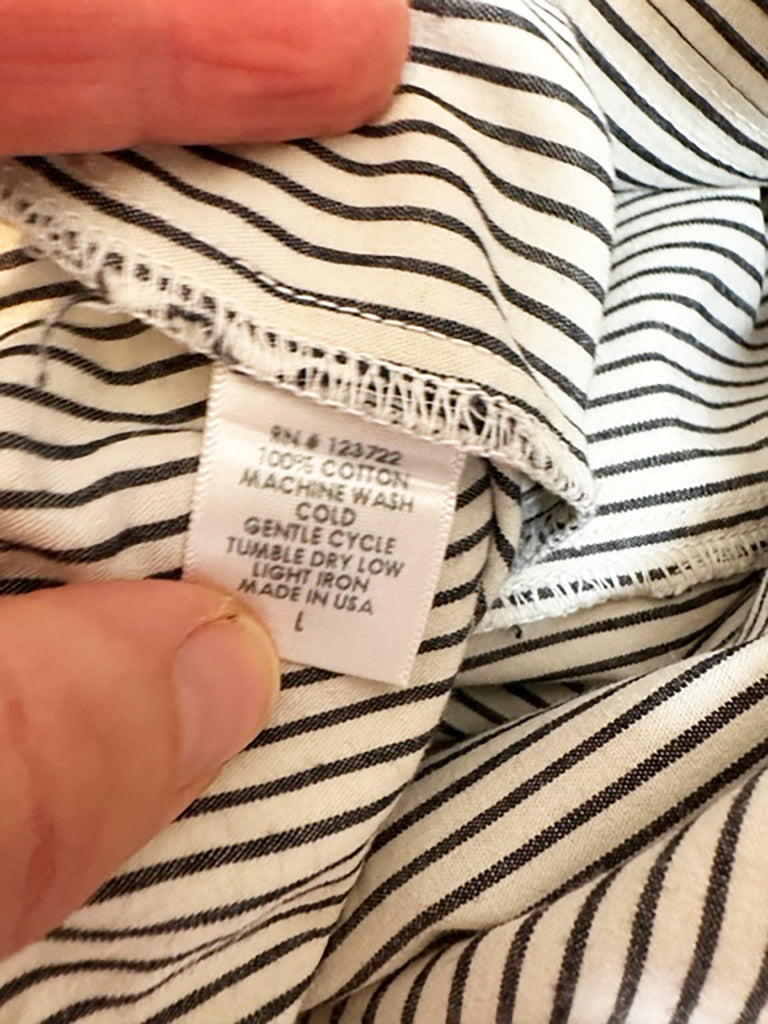 RN # 123722
100% COTTON
MACHINE WASH
COLD
GENTLE CYCLE
TUMBLE DRY LOW
LIGHT IRON
MADE IN USA
L